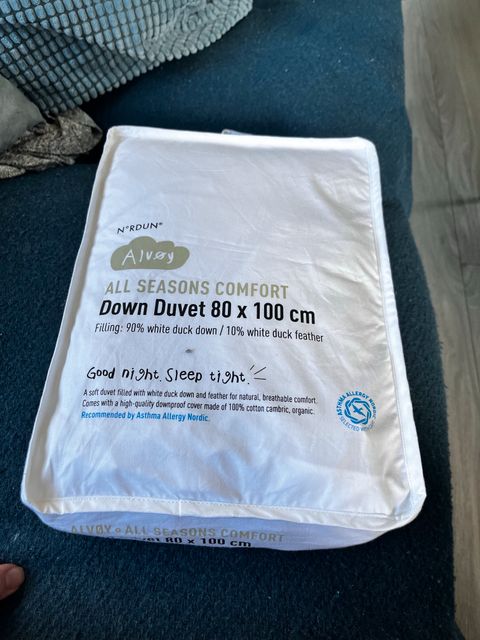 N°RDUN°
Alvøy
ALL SEASONS COMFORT
Down Duvet 80 x 100 cm
Filling: 90% white duck down / 10% white duck feather
Good night. Sleep tight.
A soft duvet filled with white duck down and feather for natural, breathable comfort.
Comes with a high-quality downproof cover made of 100% cotton cambric, organic.
Recommended by Asthma Allergy Nordic.
ASTHMA ALLERGY NORDIC
SELECTED
ALVØY ALL SEASONS COMFORT
Duvet 80 x 100 cm